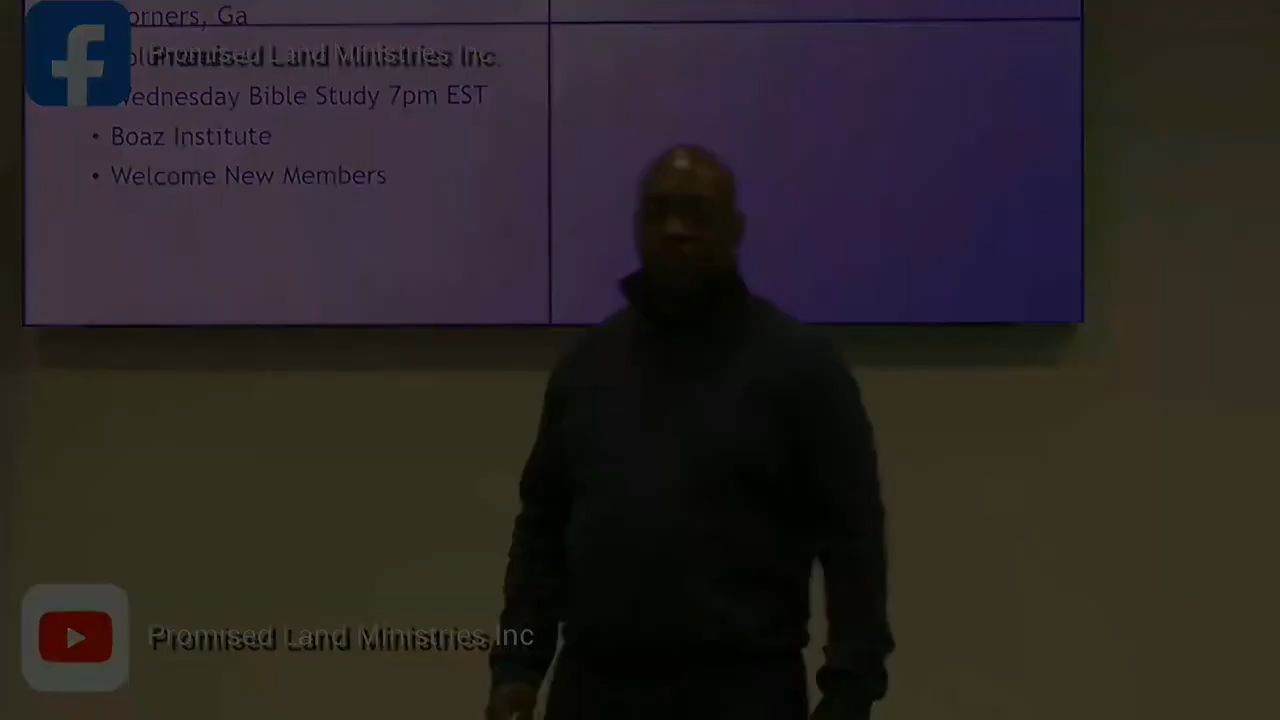 orners, Ga
Promised Land Ministries Inc.
Wednesday Bible Study 7pm EST
• Boaz Institute
• Welcome New Members
Promised Land Ministries Inc